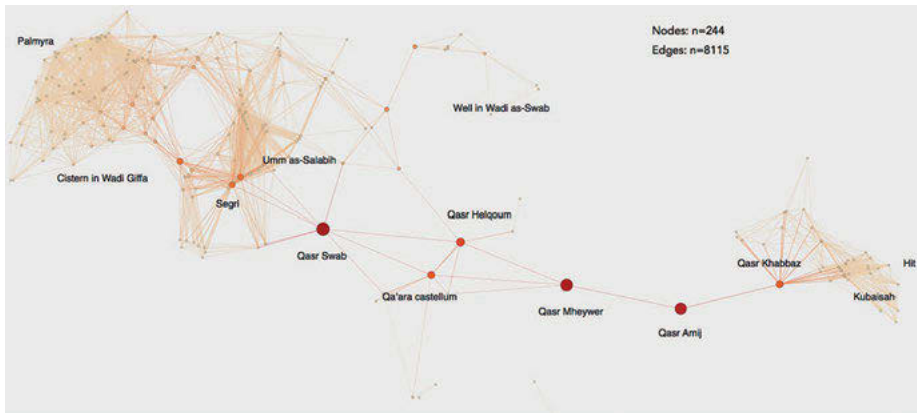 Nodes: n=244
Edges: n=8115
Palmyra
Well in Wadi as-Swab
Umm as-Salabih
Cistern in Wadi Giffa
Segri
Qasr Helqoum
Qasr Swab
Qasr Khabbaz
Hit
Qa'ara castellum
Kubaisah
Qasr Mheywer
Qasr Amij